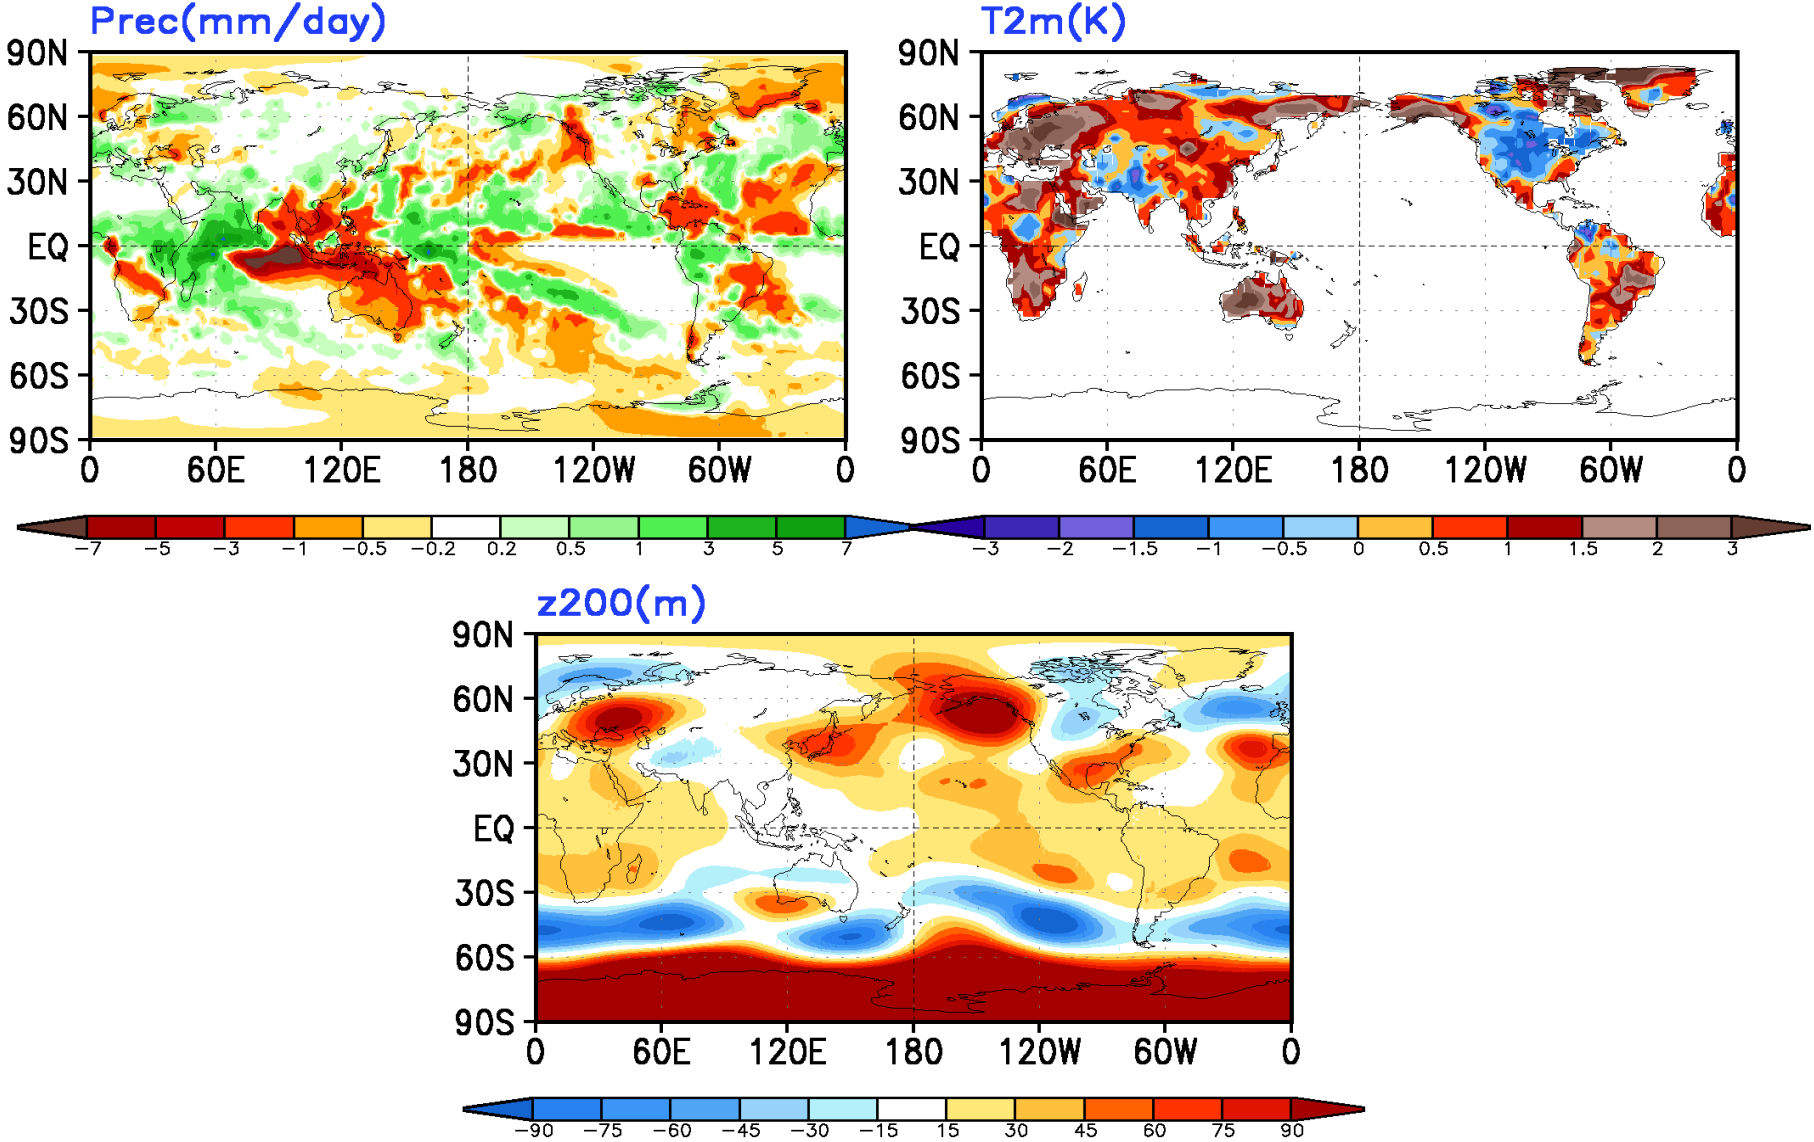 Prec(mm/day)
90N
60N
30N
EQ
30S
60S
90S
0 60E 120E 180 120W 60W 0
-7 -5 -3 -1 -0.5 -0.2 0.2 0.5 1 3 5 7
T2m(K)
90N
60N
30N
EQ
30S
60S
90S
0 60E 120E 180 120W 60W 0
-3 -2 -1.5 -1 -0.5 0 0.5 1 1.5 2 3
z200(m)
90N
60N
30N
EQ
30S
60S
90S
0 60E 120E 180 120W 60W 0
-90 -75 -60 -45 -30 -15 15 30 45 60 75 90